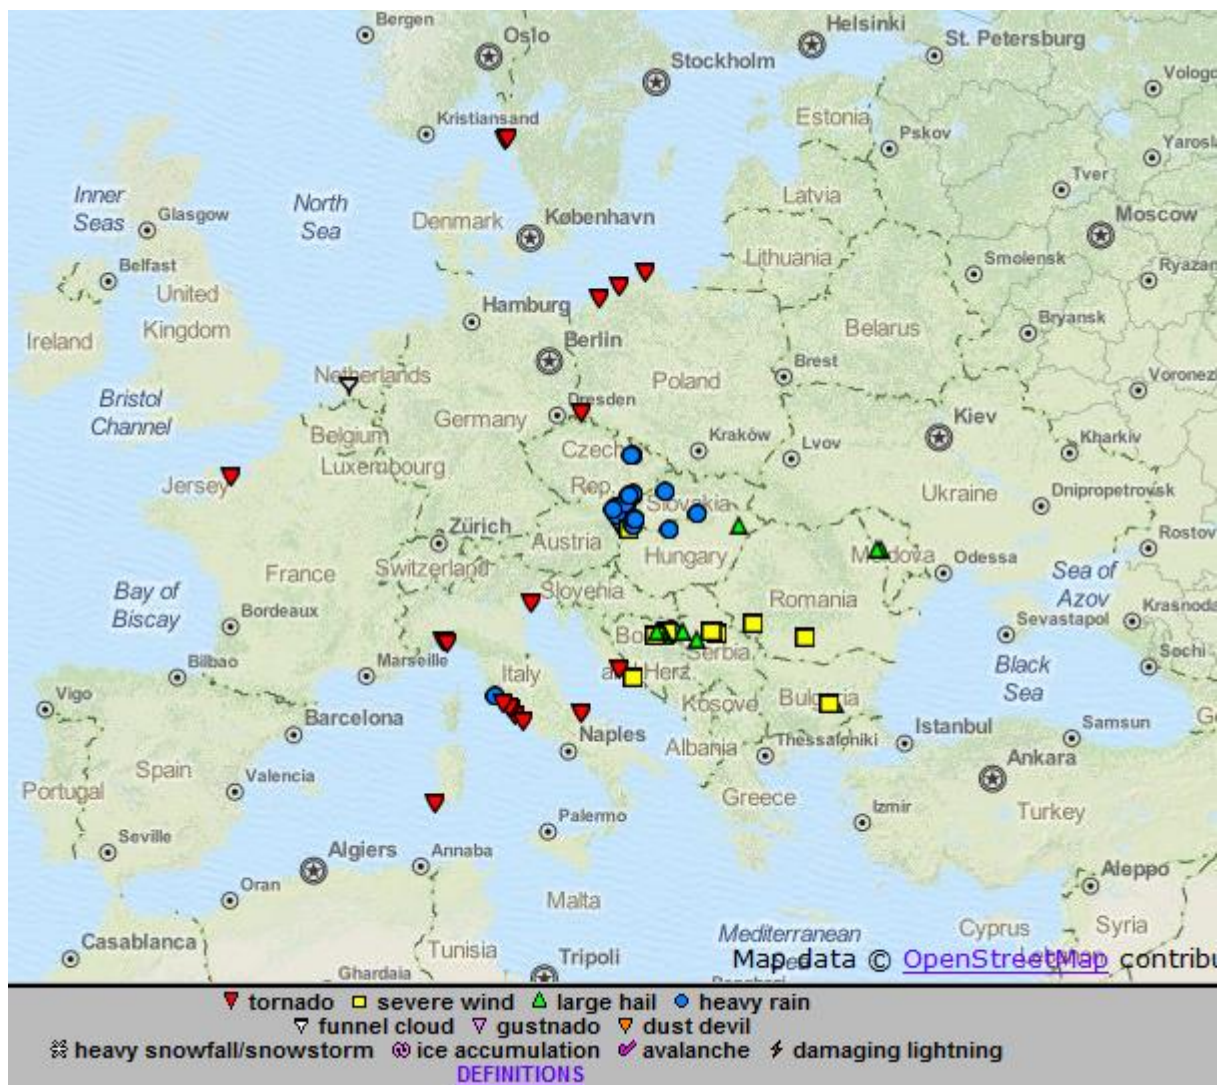 Bergen
Oslo
Helsinki
St. Petersburg
Stockholm
Vologd
Kristiansand
Estonia
Pskov
Yarosla
Tver
Inner
Seas
Glasgow
North
Sea
Denmark
København
Latvia
Moscow
Belfast
United
Kingdom
Lithuania
Smolensk
Ryazan
Ireland
Hamburg
Belarus
Bryansk
Berlin
Netherlands
Poland
Brest
Voronezi
Bristol
Channel
Dresden
Germany
Belgium
Luxembourg
Czech
Rep.
Kraków
Lvov
Kiev
Kharkiv
Jersey
Slovakia
Ukraine
Dnipropetrovsk
Zürich
Austria
Hungary
Moldova
Odessa
Rostov
France
Switzerland
Slovenia
Bay of
Biscay
Bordeaux
Romania
Sea of
Azov
Sevastapol
Krasnoda
Serbia
Bilbao
Marseille
Italy
Herz.
Black
Sea
Sochi
Vigo
Barcelona
Kosovo
Bulgaria
Naples
Albania
Thessaloniki
Istanbul
Samsun
Ankara
Spain
Valencia
Portugal
Greece
Izmir
Turkey
Palermo
Seville
Algiers
Annaba
Aleppo
Oran
Malta
Casablanca
Tunisia
Tripoli
Mediterranean
Cyprus
Syria
Ghardaia
Map data © OpenStreetMap contribu
tornado severe wind large hail heavy rain
funnel cloud gustnado dust devil
heavy snowfall/snowstorm ice accumulation avalanche damaging lightning
DEFINITIONS